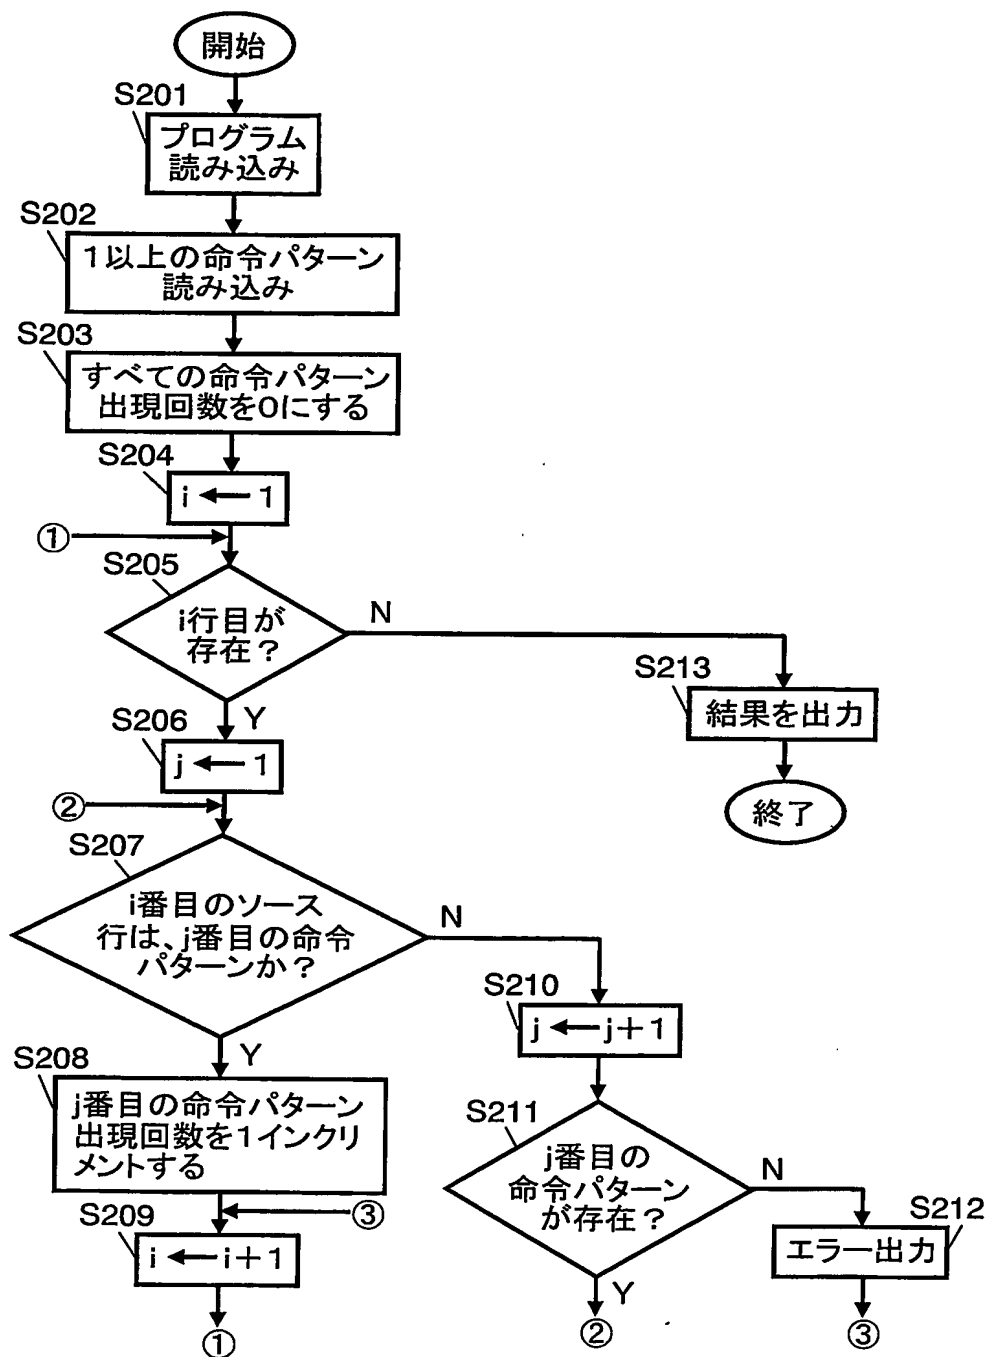 開始
S201
プログラム
読み込み
S202
1以上の命令パターン
読み込み
S203
すべての命令パターン
出現回数を0にする
S204
i ← 1
①
S205
i行目が
存在？
N
Y
S213
結果を出力
終了
S206
j ← 1
②
S207
i番目のソース
行は、j番目の命令
パターンか？
N
Y
S210
j ← j＋1
S208
j番目の命令パターン
出現回数を1インクリ
メントする
S211
j番目の
命令パターン
が存在？
N
Y
S212
エラー出力
③
S209
i ← i＋1
①
②
③